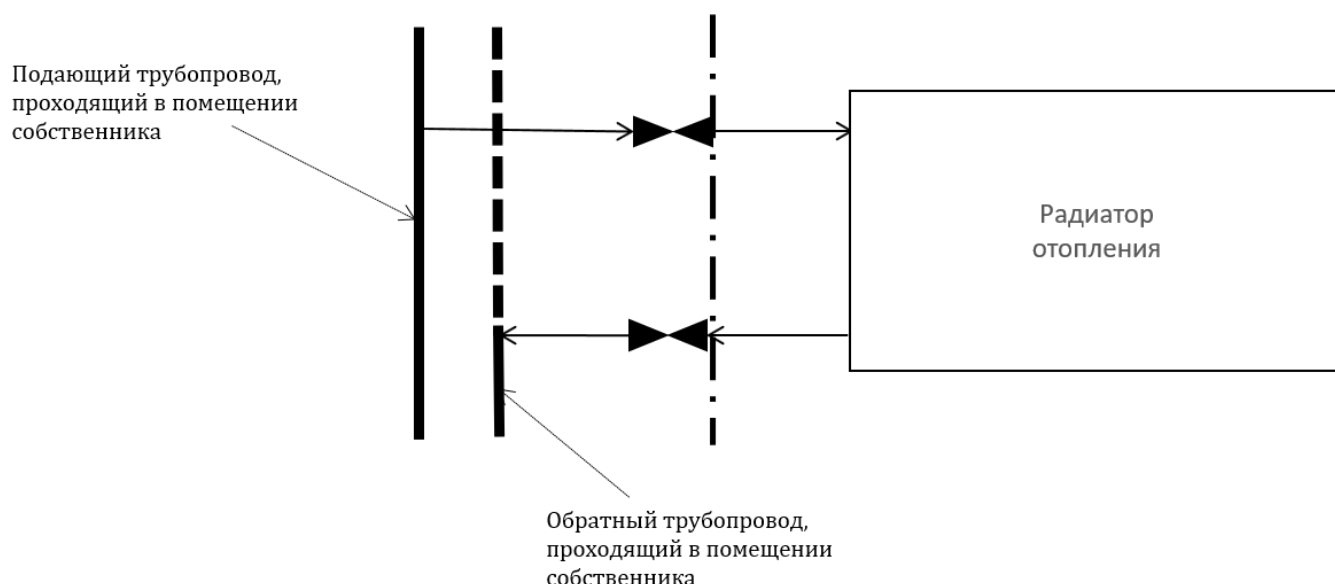 Подающий трубопровод,
проходящий в помещении
собственника
Радиатор
отопления
Обратный трубопровод,
проходящий в помещении
собственника